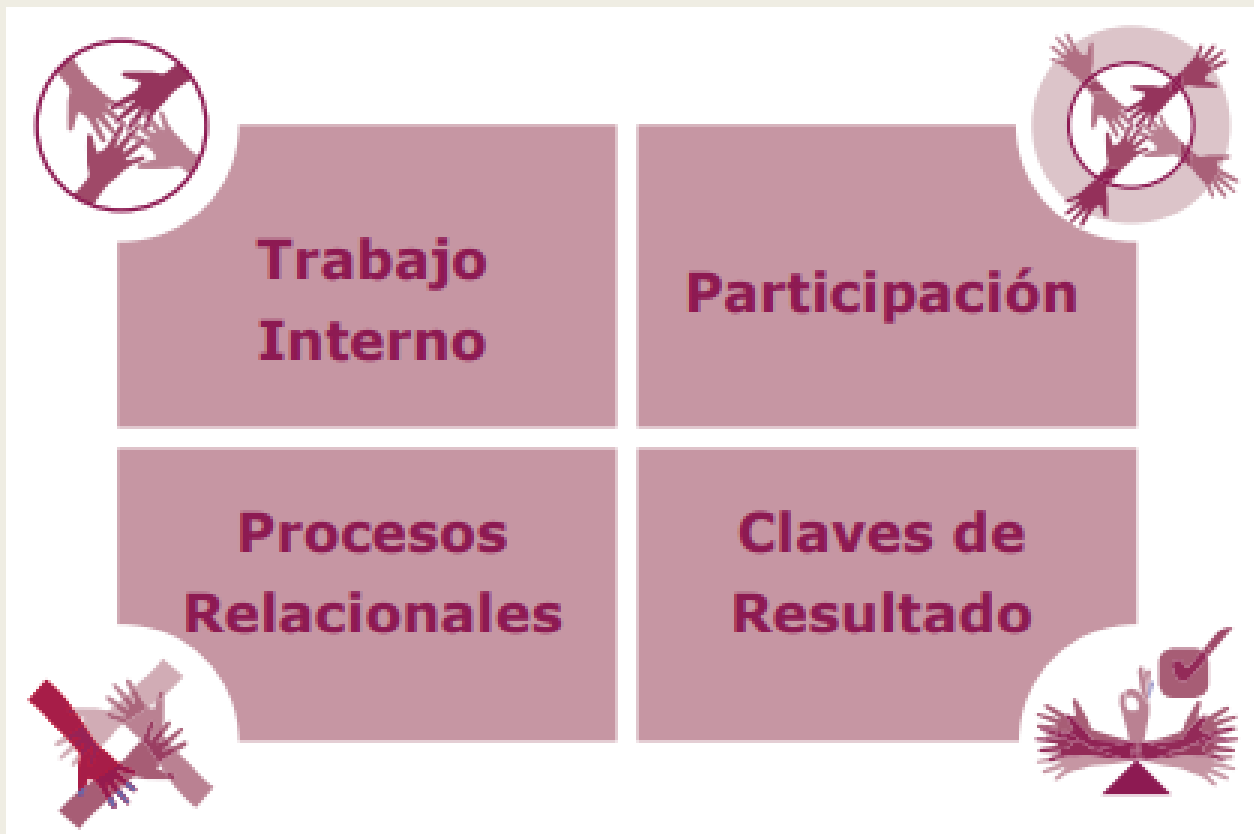 Trabajo
Interno
Participación
Procesos
Relacionales
Claves de
Resultado